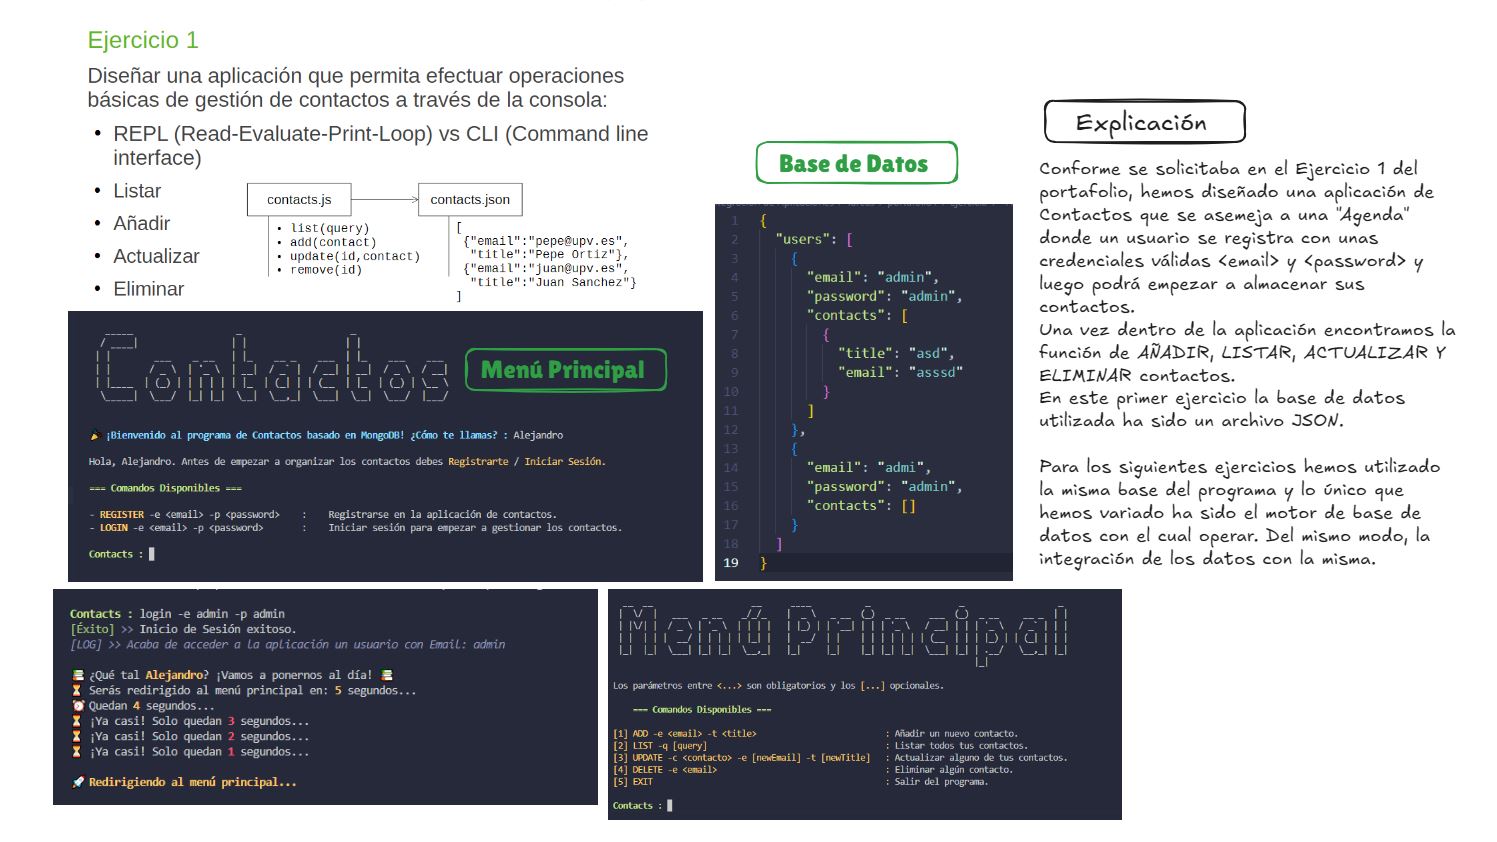 Ejercicio 1
Diseñar una aplicación que permita efectuar operaciones
básicas de gestión de contactos a través de la consola:
• REPL (Read-Evaluate-Print-Loop) vs CLI (Command line
interface)
• Listar
• Añadir
• Actualizar
• Eliminar
contacts.js
• list(query)
• add(contact)
• update(id,contact)
• remove(id)
contacts.json
[
{"email":"pepe@upv.es",
"title":"Pepe Ortiz"},
{"email":"juan@upv.es",
"title":"Juan Sanchez"}
]
Contactos
Menú Principal
¡Bienvenido al programa de Contactos basado en MongoDB! ¿Cómo te llamas? : Alejandro
Hola, Alejandro. Antes de empezar a organizar los contactos debes Registrarte / Iniciar Sesión.
=== Comandos Disponibles ===
- REGISTER -e <email> -p <password> : Registrarse en la aplicación de contactos.
- LOGIN -e <email> -p <password> : Iniciar sesión para empezar a gestionar los contactos.
Contacts :
Base de Datos
1 {
2 "users": [
3 {
4 "email": "admin",
5 "password": "admin",
6 "contacts": [
7 {
8 "title": "asd",
9 "email": "asssd"
10 }
11 ]
12 },
13 {
14 "email": "admi",
15 "password": "admin",
16 "contacts": []
17 }
18 ]
19 }
Explicación
Conforme se solicitaba en el Ejercicio 1 del
portafolio, hemos diseñado una aplicación de
Contactos que se asemeja a una "Agenda"
donde un usuario se registra con unas
credenciales válidas <email> y <password> y
luego podrá empezar a almacenar sus
contactos.
Una vez dentro de la aplicación encontramos la
función de AÑADIR, LISTAR, ACTUALIZAR Y
ELIMINAR contactos.
En este primer ejercicio la base de datos
utilizada ha sido un archivo JSON.
Para los siguientes ejercicios hemos utilizado
la misma base del programa y lo único que
hemos variado ha sido el motor de base de
datos con el cual operar. Del mismo modo, la
integración de los datos con la misma.
Contacts : login -e admin -p admin
[Éxito] >> Inicio de Sesión exitoso.
[LOG] >> Acaba de acceder a la aplicación un usuario con Email: admin
¿Qué tal Alejandro? ¡Vamos a ponernos al día!
Serás redirigido al menú principal en: 5 segundos...
Quedan 4 segundos...
¡Ya casi! Solo quedan 3 segundos...
¡Ya casi! Solo quedan 2 segundos...
¡Ya casi! Solo quedan 1 segundos...
Redirigiendo al menú principal...
Menú Principal
Los parámetros entre <...> son obligatorios y los [...] opcionales.
=== Comandos Disponibles ===
[1] ADD -e <email> -t <title> : Añadir un nuevo contacto.
[2] LIST -q [query] : Listar todos tus contactos.
[3] UPDATE -c <contacto> -e [newEmail] -t [newTitle] : Actualizar alguno de tus contactos.
[4] DELETE -e <email> : Eliminar algún contacto.
[5] EXIT : Salir del programa.
Contacts :